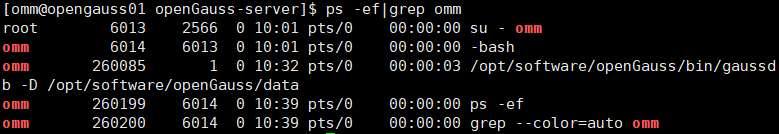 [omm@opengauss01 openGauss-server]$ ps -ef|grep omm
root 6013 2566 0 10:01 pts/0 00:00:00 su - omm
omm 6014 6013 0 10:01 pts/0 00:00:00 -bash
omm 260085 1 0 10:32 pts/0 00:00:03 /opt/software/openGauss/bin/gaussd
b -D /opt/software/openGauss/data
omm 260199 6014 0 10:39 pts/0 00:00:00 ps -ef
omm 260200 6014 0 10:39 pts/0 00:00:00 grep --color=auto omm